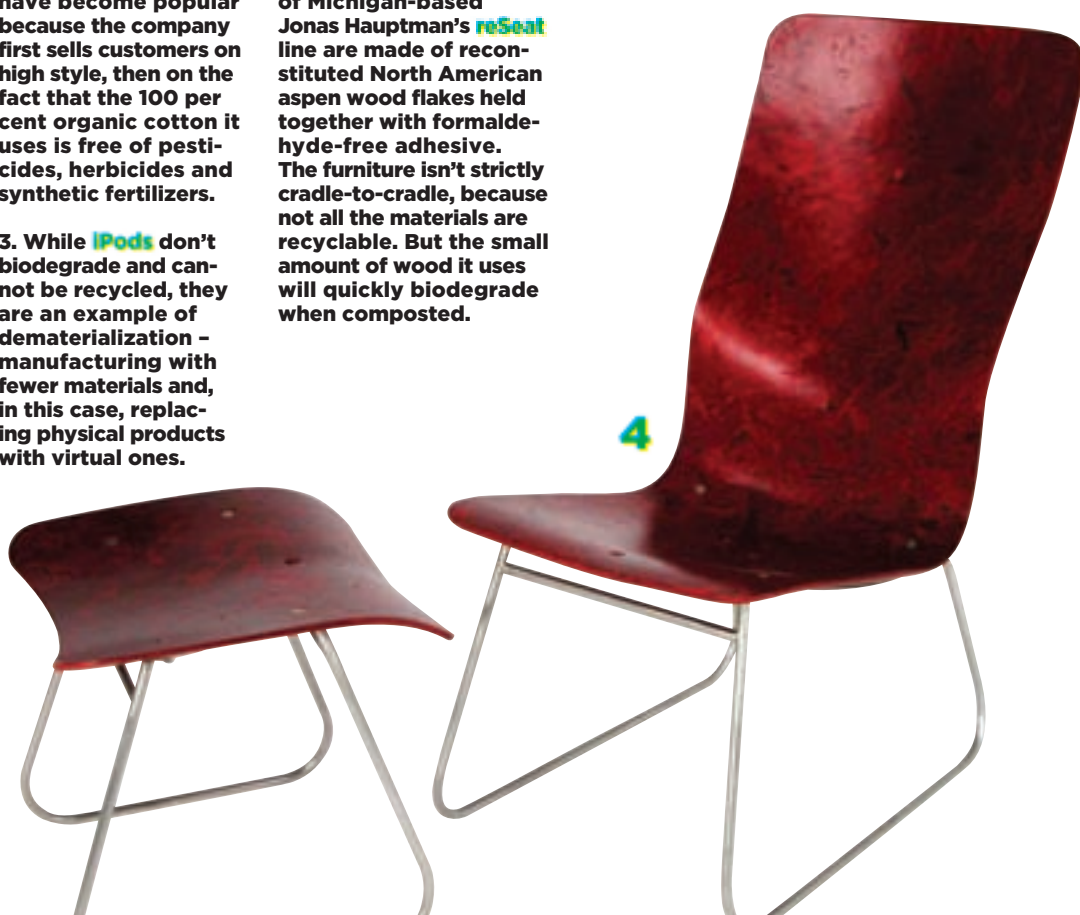 have become popular
because the company
first sells customers on
high style, then on the
fact that the 100 per
cent organic cotton it
uses is free of pesti-
cides, herbicides and
synthetic fertilizers.
3. While iPods don’t
biodegrade and can-
not be recycled, they
are an example of
dematerialization –
manufacturing with
fewer materials and,
in this case, replac-
ing physical products
with virtual ones.
of Michigan-based
Jonas Hauptman’s reSeat
line are made of recon-
stituted North American
aspen wood flakes held
together with formalde-
hyde-free adhesive.
The furniture isn’t strictly
cradle-to-cradle, because
not all the materials are
recyclable. But the small
amount of wood it uses
will quickly biodegrade
when composted.
4